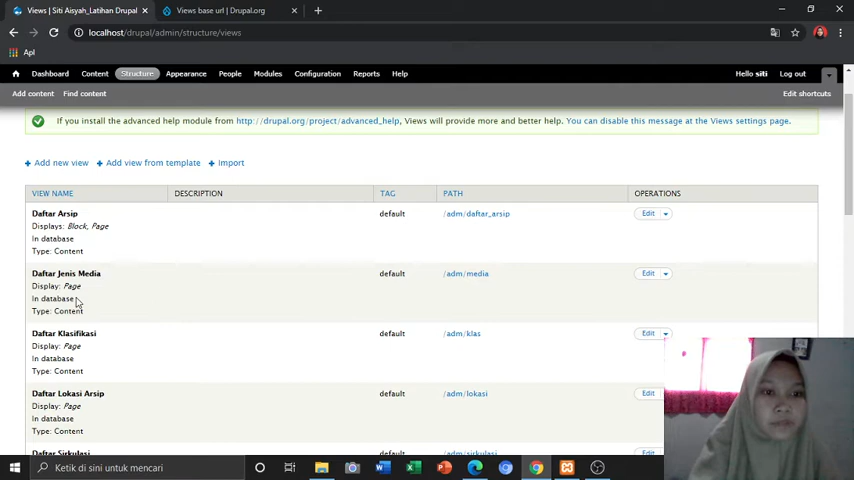 Views | Siti Aisyah_Latihan Drupal
Views base url | Drupal.org
localhost/drupal/admin/structure/views
Apl
Dashboard Content Structure Appearance People Modules Configuration Reports Help
Hello siti Log out
Add content Find content
Edit shortcuts
If you install the advanced help module from http://drupal.org/project/advanced_help, Views will provide more and better help. You can disable this message at the Views settings page.
+ Add new view + Add view from template + Import
VIEW NAME DESCRIPTION TAG PATH OPERATIONS
Daftar Arsip default /adm/daftar_arsip Edit
Displays: Block, Page
In database
Type: Content
Daftar Jenis Media default /adm/media Edit
Display: Page
In database
Type: Content
Daftar Klasifikasi default /adm/klas Edit
Display: Page
In database
Type: Content
Daftar Lokasi Arsip default /adm/lokasi Edit
Display: Page
In database
Type: Content
Daftar Sirkulasi default /adm/sirkulasi Edit
Ketik di sini untuk mencari